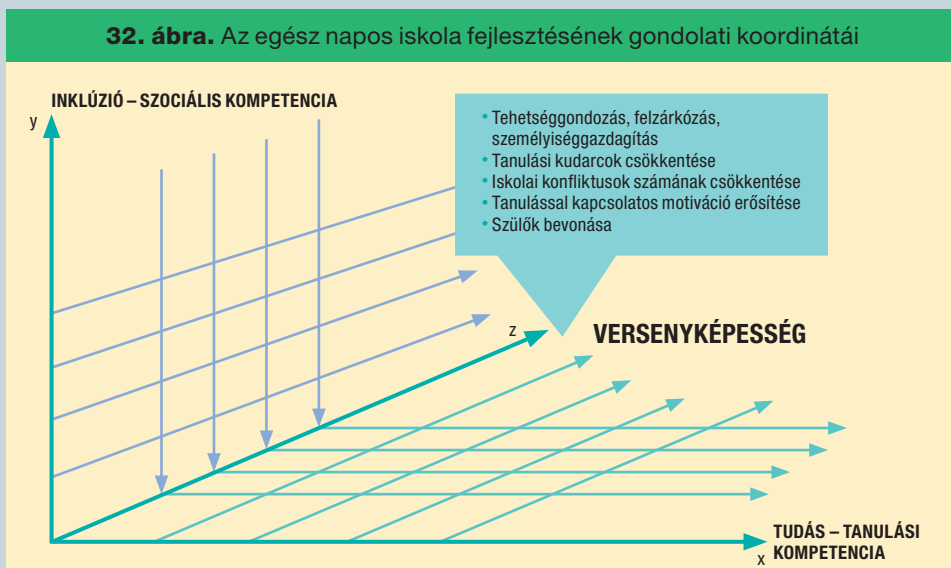 32. ábra. Az egész napos iskola fejlesztésének gondolati koordinátái
INKLÚZIÓ – SZOCIÁLIS KOMPETENCIA
y
• Tehetséggondozás, felzárkózás,
személyiséggazdagítás
• Tanulási kudarcok csökkentése
• Iskolai konfliktusok számának csökkentése
• Tanulással kapcsolatos motiváció erősítése
• Szülők bevonása
z
VERSENYKÉPESSÉG
TUDÁS – TANULÁSI
x KOMPETENCIA